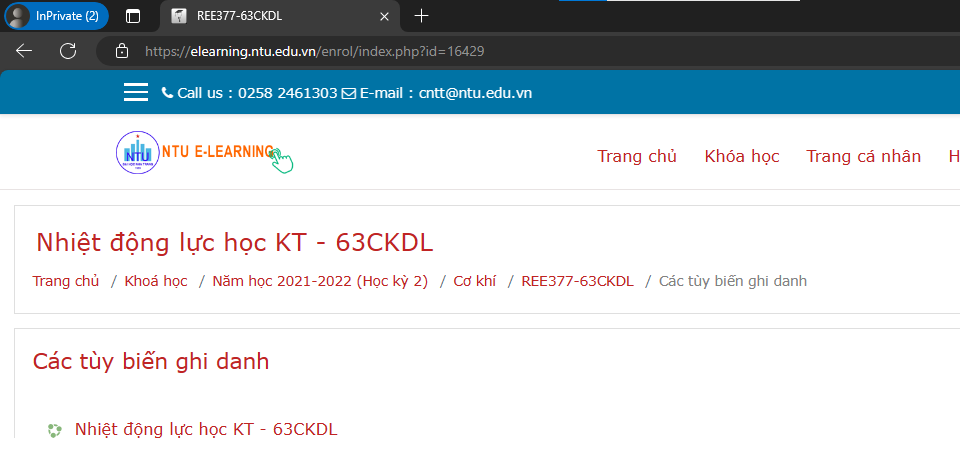 InPrivate (2)
REE377-63CKDL
https://elearning.ntu.edu.vn/enrol/index.php?id=16429
Call us : 0258 2461303 E-mail : cntt@ntu.edu.vn
NTU
NTU E-LEARNING
Trang chủ Khóa học Trang cá nhân H
Nhiệt động lực học KT - 63CKDL
Trang chủ / Khoá học / Năm học 2021-2022 (Học kỳ 2) / Cơ khí / REE377-63CKDL / Các tùy biến ghi danh
Các tùy biến ghi danh
Nhiệt động lực học KT - 63CKDL